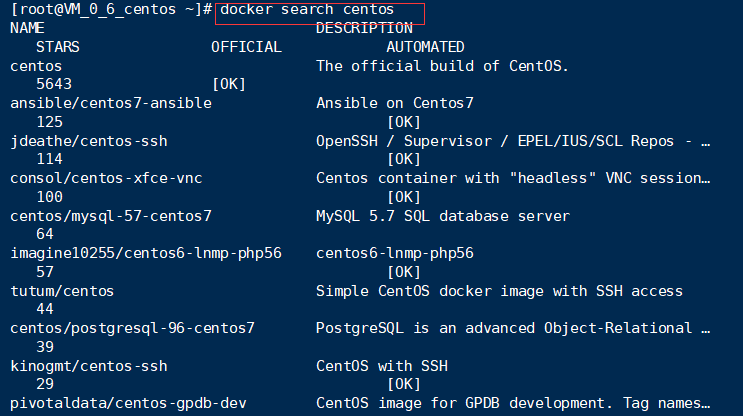 [root@VM_0_6_centos ~]# docker search centos
NAME DESCRIPTION
STARS OFFICIAL AUTOMATED
centos The official build of CentOS.
5643 [OK]
ansible/centos7-ansible Ansible on Centos7
125 [OK]
jdeathe/centos-ssh OpenSSH / Supervisor / EPEL/IUS/SCL Repos - …
114 [OK]
consol/centos-xfce-vnc Centos container with "headless" VNC session…
100 [OK]
centos/mysql-57-centos7 MySQL 5.7 SQL database server
64
imagine10255/centos6-lnmp-php56 centos6-lnmp-php56
57 [OK]
tutum/centos Simple CentOS docker image with SSH access
44
centos/postgresql-96-centos7 PostgreSQL is an advanced Object-Relational …
39
kinogmt/centos-ssh CentOS with SSH
29 [OK]
pivotaldata/centos-gpdb-dev CentOS image for GPDB development. Tag names…